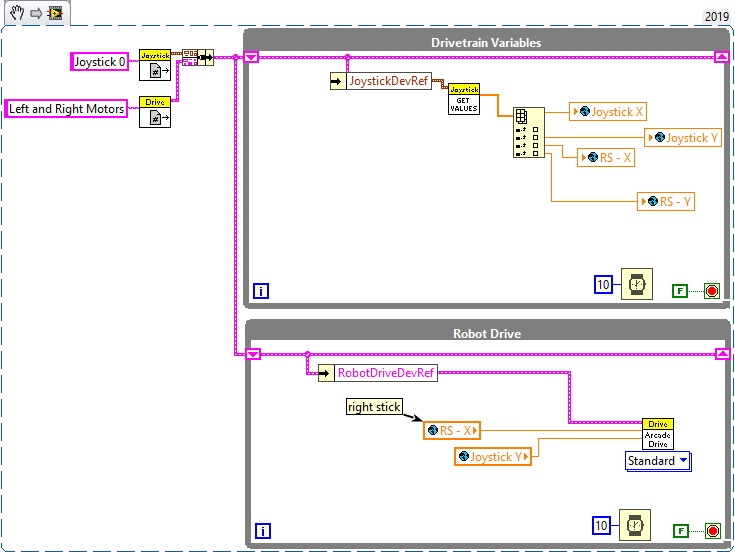 2019
Drivetrain Variables
Joystick 0
Joystick
Left and Right Motors
Drive
JoystickDevRef
Joystick
GET
VALUES
Joystick X
Joystick Y
RS - X
RS - Y
i
10
F
Robot Drive
RobotDriveDevRef
right stick
RS - X
Joystick Y
Drive
Arcade
Drive
Standard
i
10
F